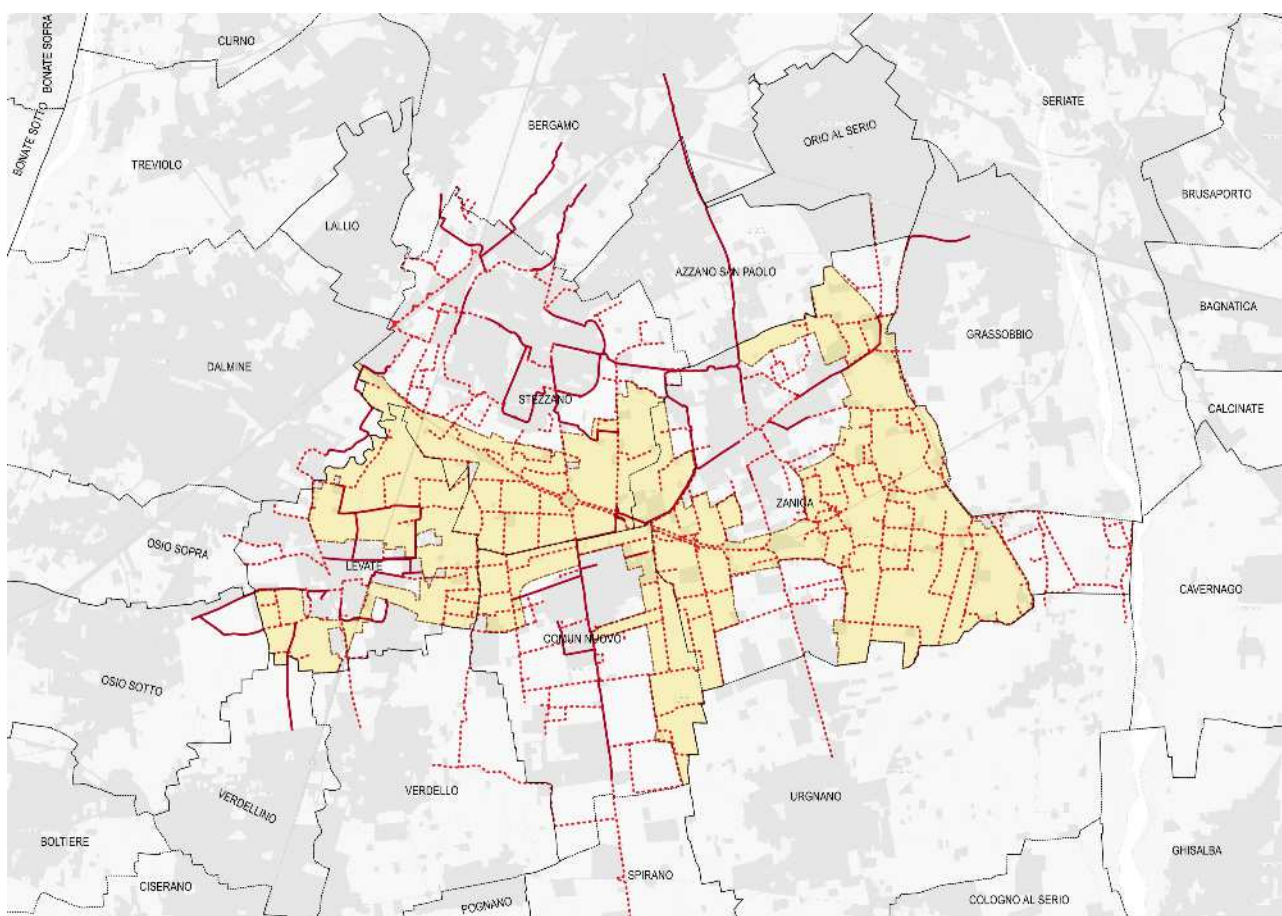 CURNO
BONATE SOPRA
SERIATE
BERGAMO
ORIO AL SERIO
BONATE SOTTO
TREVIOLO
BRUSAPORTO
LALLIO
AZZANO SAN PAOLO
BAGNATICA
GRASSOBBIO
DALMINE
STEZZANO
CALCINATE
ZANICA
OSIO SOPRA
LEVATE
CAVERNAGO
COMUN NUOVO
OSIO SOTTO
VERDELLO
URGNANO
VERDELLINO
BOLTIERE
GHISALBA
SPIRANO
CISERANO
COLOGNO AL SERIO
POGNANO